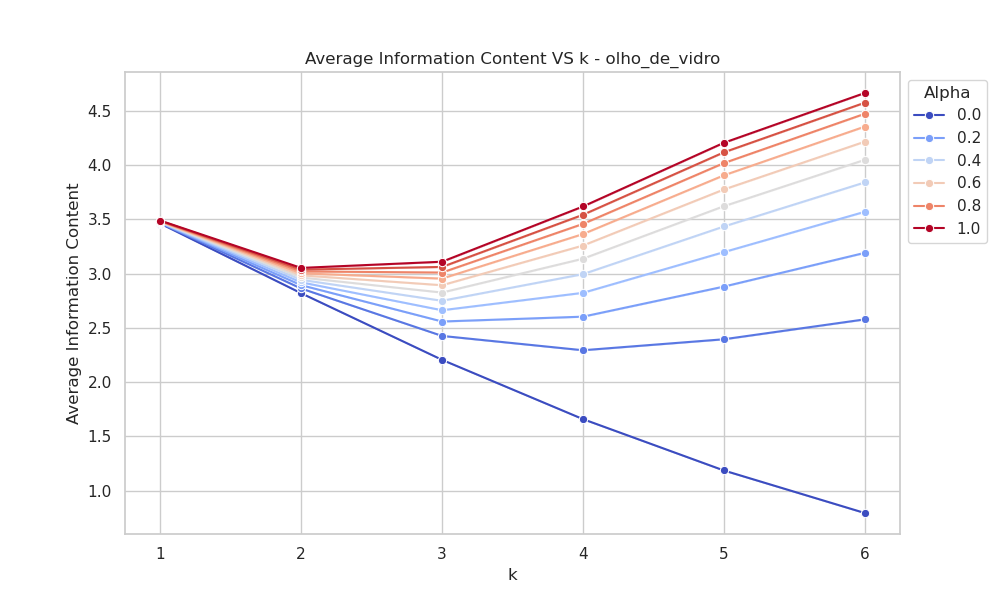 Average Information Content VS k - olho_de_vidro
Average Information Content
4.5
4.0
3.5
3.0
2.5
2.0
1.5
1.0
1 2 3 4 5 6
k
Alpha
0.0
0.2
0.4
0.6
0.8
1.0